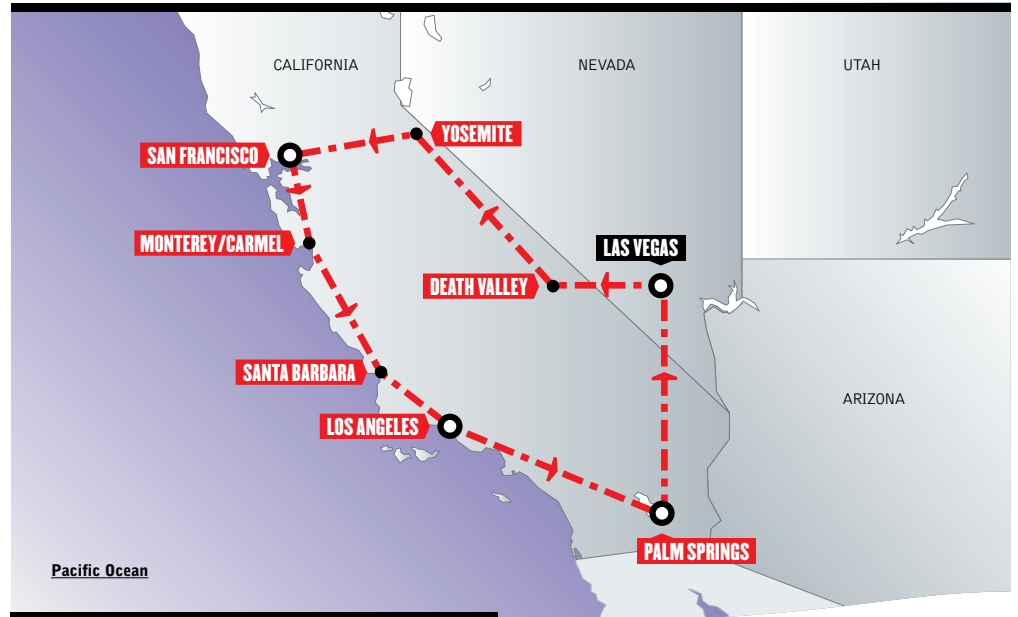 CALIFORNIA
NEVADA
UTAH
YOSEMITE
SAN FRANCISCO
MONTEREY/CARMEL
LAS VEGAS
DEATH VALLEY
SANTA BARBARA
ARIZONA
LOS ANGELES
PALM SPRINGS
Pacific Ocean